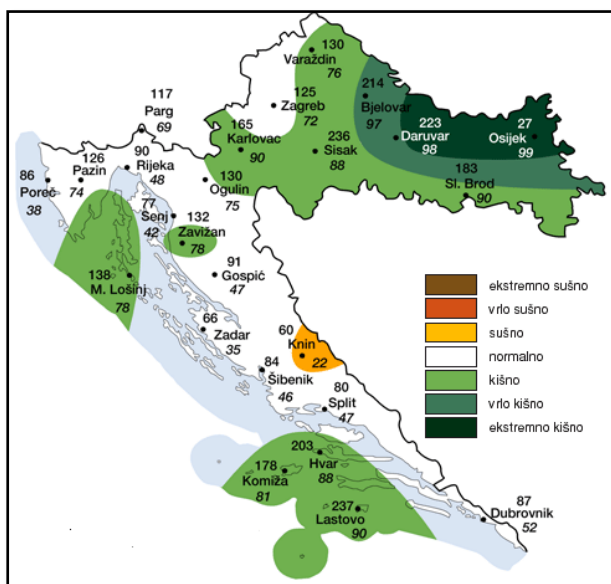 130
Varaždin
76
125
Zagreb
72
214
Bjelovar
97
223
Daruvar
98
27
Osijek
99
117
Parg
69
165
Karlovac
90
236
Sisak
88
183
Sl. Brod
90
86
Poreč
38
126
Pazin
74
90
Rijeka
48
130
Ogulin
75
77
Senj
42
132
Zavižan
78
91
Gospić
47
138
M. Lošinj
78
66
Zadar
35
60
Knin
22
84
Šibenik
46
80
Split
47
203
Hvar
88
178
Komiža
81
237
Lastovo
90
87
Dubrovnik
52
ekstremno sušno
vrlo sušno
sušno
normalno
kišno
vrlo kišno
ekstremno kišno